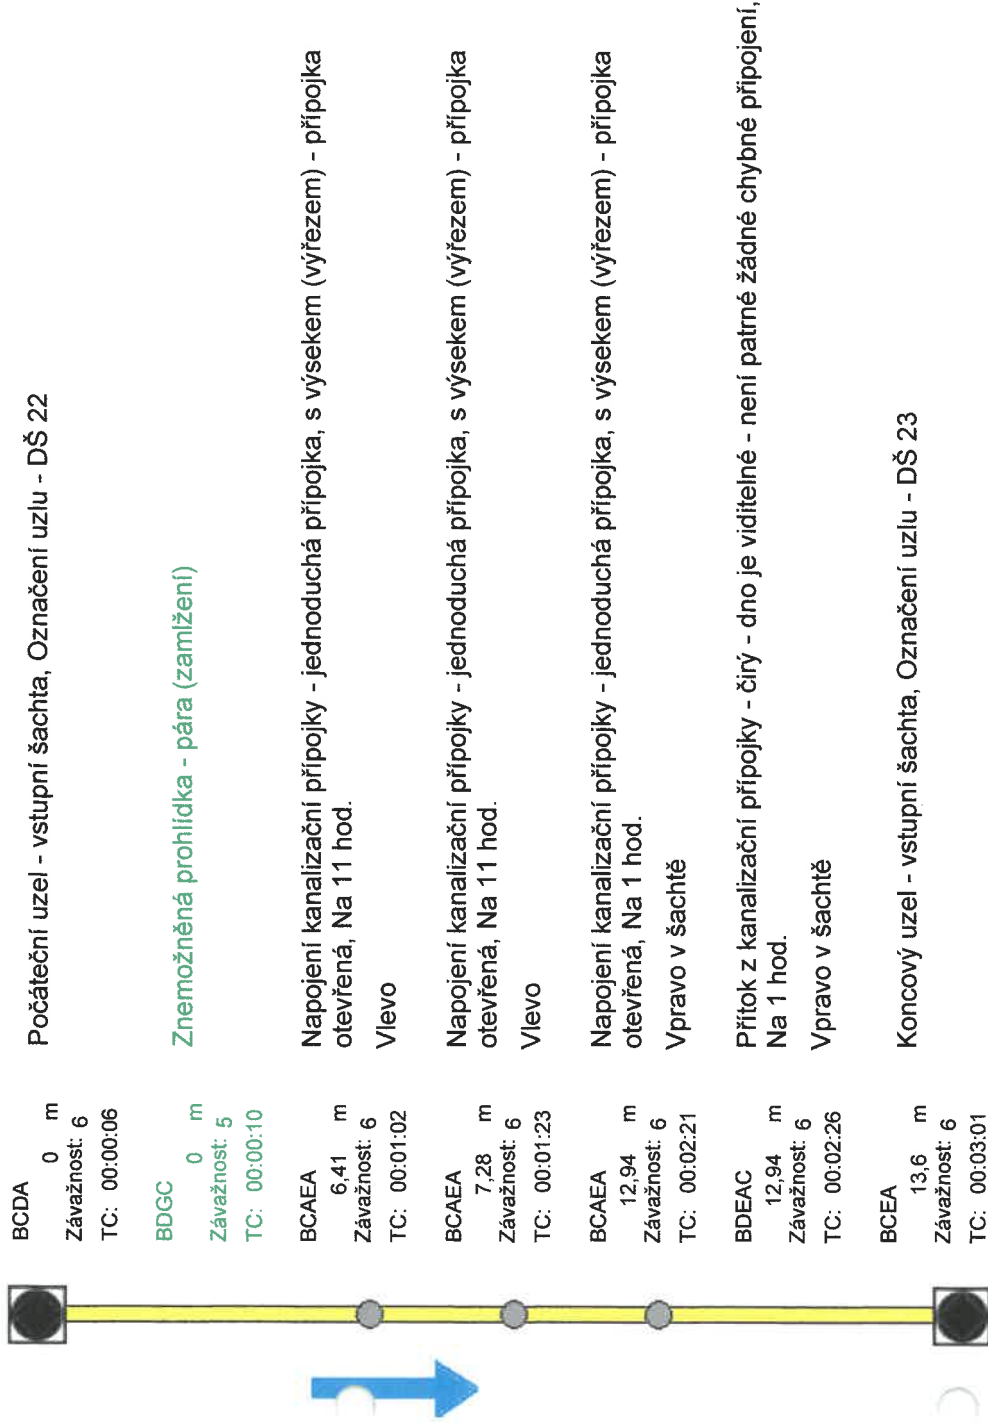 BCDA
0 m
Závažnost: 6
TC: 00:00:06
Počáteční uzel - vstupní šachta, Označení uzlu - DŠ 22
BDGC
0 m
Závažnost: 5
TC: 00:00:10
Znemožněná prohlídka - pára (zamlžení)
BCAEA
6,41 m
Závažnost: 6
TC: 00:01:02
Napojení kanalizační přípojky - jednoduchá přípojka, s výsekem (výřezem) - přípojka
otevřená, Na 11 hod.
Vlevo
BCAEA
7,28 m
Závažnost: 6
TC: 00:01:23
Napojení kanalizační přípojky - jednoduchá přípojka, s výsekem (výřezem) - přípojka
otevřená, Na 11 hod.
Vlevo
BCAEA
12,94 m
Závažnost: 6
TC: 00:02:21
Napojení kanalizační přípojky - jednoduchá přípojka, s výsekem (výřezem) - přípojka
otevřená, Na 1 hod.
Vpravo v šachtě
BDEAC
12,94 m
Závažnost: 6
TC: 00:02:26
Přítok z kanalizační přípojky - čirý - dno je viditelné - není patrné žádné chybné připojení,
Na 1 hod.
Vpravo v šachtě
BCEA
13,6 m
Závažnost: 6
TC: 00:03:01
Koncový uzel - vstupní šachta, Označení uzlu - DŠ 23